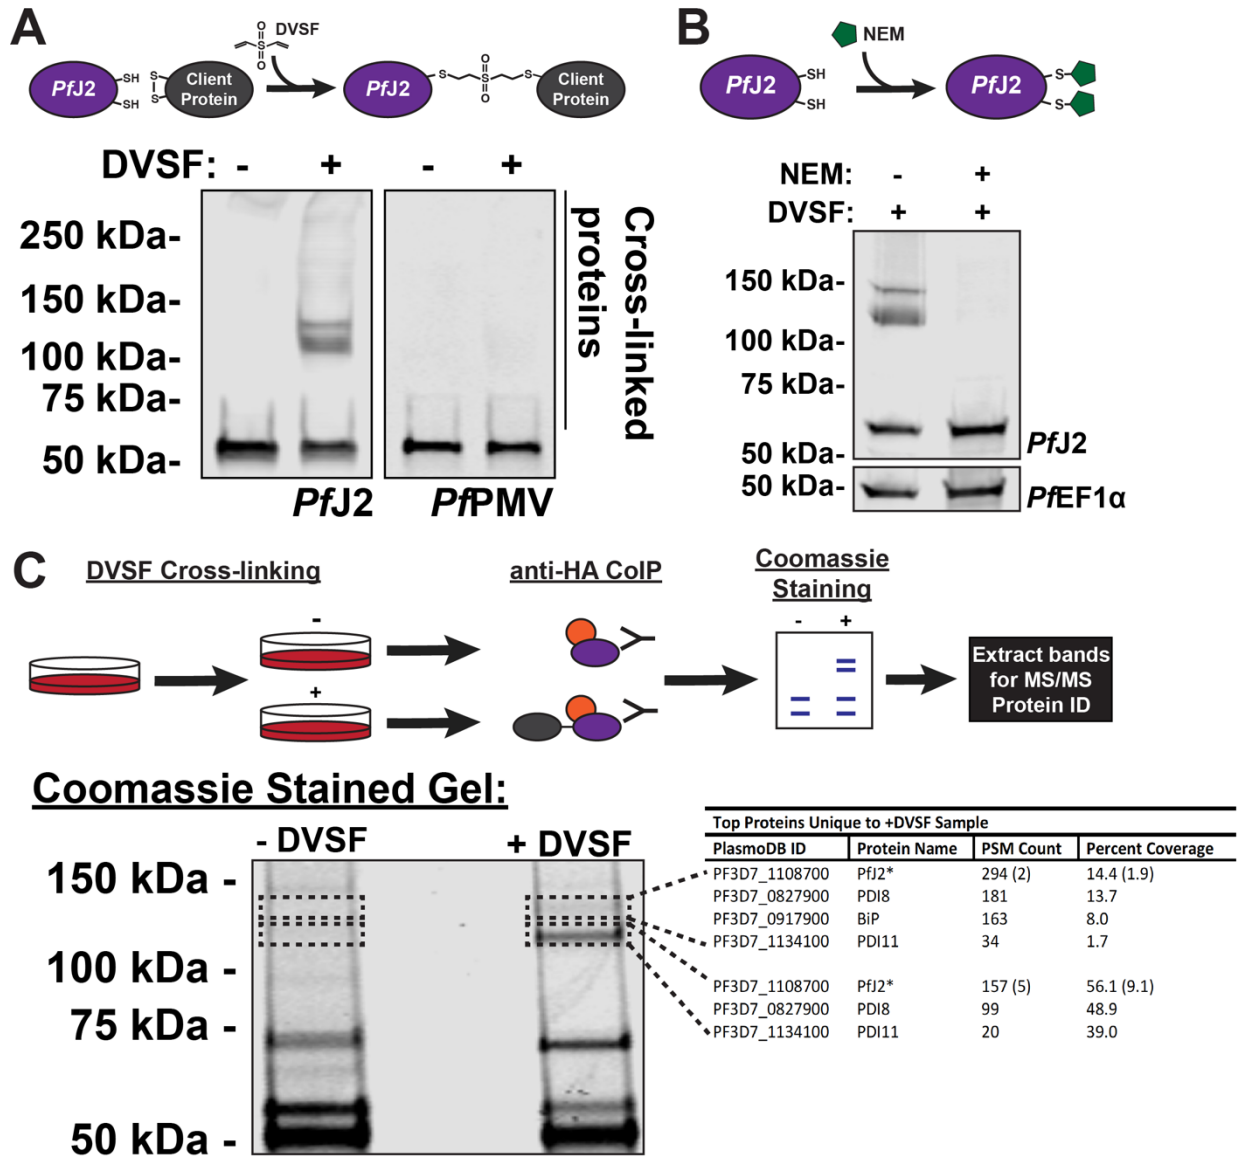 A
DVSF
O
S
O
PfJ2
SH
SH
S
S
Client
Protein
PfJ2
S
O
S
O
S
Client
Protein
DVSF: - + - +
250 kDa-
150 kDa-
100 kDa-
75 kDa-
50 kDa-
PfJ2
PfPMV
Cross-linked
proteins
B
NEM
PfJ2
SH
SH
PfJ2
S
S
NEM: - +
DVSF: + +
150 kDa-
100 kDa-
75 kDa-
50 kDa-
PfJ2
50 kDa-
PfEF1α
C
DVSF Cross-linking
anti-HA CoIP
Coomassie
Staining
-
+
- +
Extract bands
for MS/MS
Protein ID
Coomassie Stained Gel:
- DVSF + DVSF
150 kDa -
100 kDa -
75 kDa -
50 kDa -
Top Proteins Unique to +DVSF Sample
PlasmoDB ID Protein Name PSM Count Percent Coverage
PF3D7_1108700 PfJ2* 294 (2) 14.4 (1.9)
PF3D7_0827900 PDI8 181 13.7
PF3D7_0917900 BiP 163 8.0
PF3D7_1134100 PDI11 34 1.7
PF3D7_1108700 PfJ2* 157 (5) 56.1 (9.1)
PF3D7_0827900 PDI8 99 48.9
PF3D7_1134100 PDI11 20 39.0